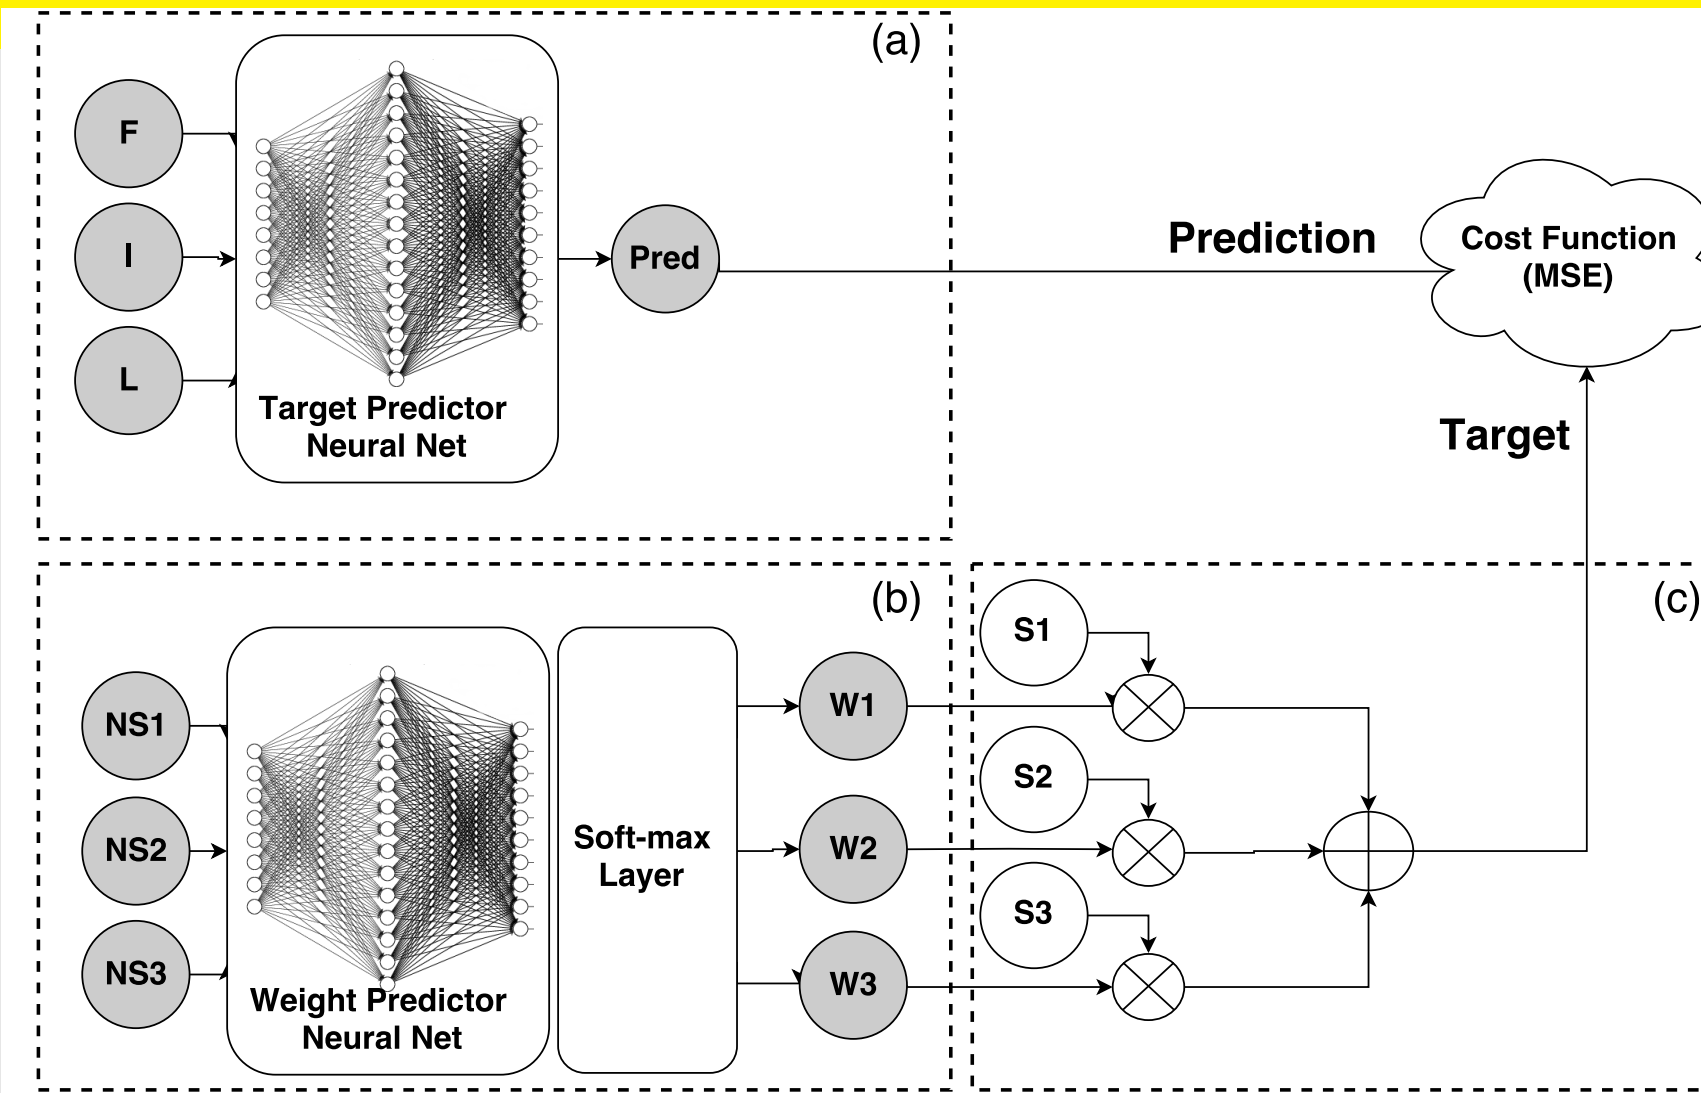 (a)
F
I
L
Target Predictor
Neural Net
Pred
Prediction
Cost Function
(MSE)
Target
(b)
NS1
NS2
NS3
Weight Predictor
Neural Net
Soft-max
Layer
W1
W2
W3
(c)
S1
S2
S3